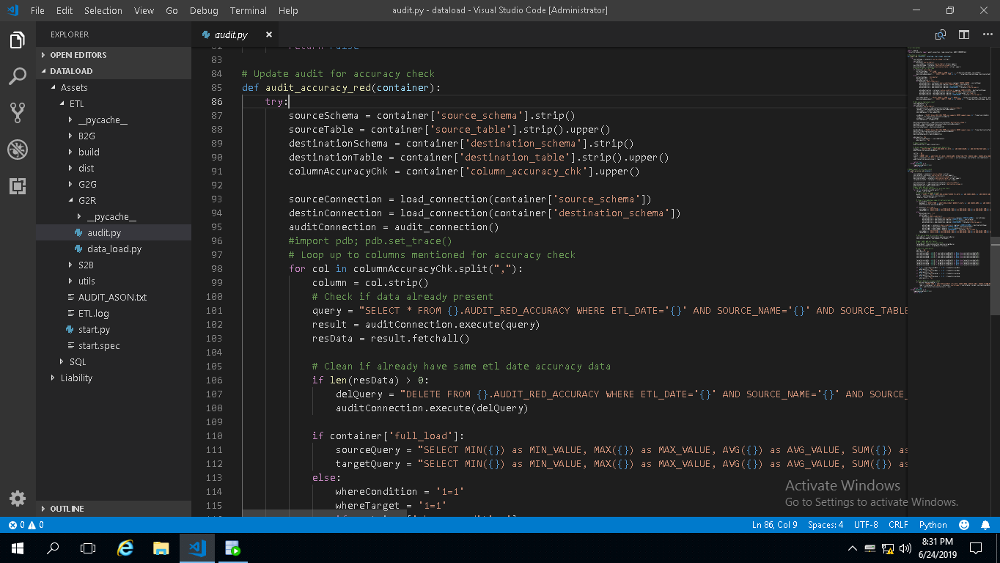 File Edit Selection View Go Debug Terminal Help
audit.py - dataload - Visual Studio Code [Administrator]
EXPLORER
OPEN EDITORS
DATALOAD
Assets
ETL
__pycache__
B2G
build
dist
G2G
G2R
__pycache__
audit.py
data_load.py
S2B
utils
AUDIT_ASON.txt
ETL.log
start.py
start.spec
SQL
Liability
OUTLINE
audit.py
82 return False
83
84 # Update audit for accuracy check
85 def audit_accuracy_red(container):
86 try:
87 sourceSchema = container['source_schema'].strip()
88 sourceTable = container['source_table'].strip().upper()
89 destinationSchema = container['destination_schema'].strip()
90 destinationTable = container['destination_table'].strip().upper()
91 columnAccuracyChk = container['column_accuracy_chk'].upper()
92
93 sourceConnection = load_connection(container['source_schema'])
94 destinConnection = load_connection(container['destination_schema'])
95 auditConnection = audit_connection()
96 #import pdb; pdb.set_trace()
97 # Loop up to columns mentioned for accuracy check
98 for col in columnAccuracyChk.split(","):
99 column = col.strip()
100 # Check if data already present
101 query = "SELECT * FROM {}.AUDIT_RED_ACCURACY WHERE ETL_DATE='{}' AND SOURCE_NAME='{}' AND SOURCE_TABLE
102 result = auditConnection.execute(query)
103 resData = result.fetchall()
104
105 # Clean if already have same etl date accuracy data
106 if len(resData) > 0:
107 delQuery = "DELETE FROM {}.AUDIT_RED_ACCURACY WHERE ETL_DATE='{}' AND SOURCE_NAME='{}' AND SOURCE_
108 auditConnection.execute(delQuery)
109
110 if container['full_load']:
111 sourceQuery = "SELECT MIN({}) as MIN_VALUE, MAX({}) as MAX_VALUE, AVG({}) as AVG_VALUE, SUM({}) as
112 targetQuery = "SELECT MIN({}) as MIN_VALUE, MAX({}) as MAX_VALUE, AVG({}) as AVG_VALUE, SUM({}) as
113 else:
114 whereCondition = '1=1'
115 whereTarget = '1=1'
Activate Windows
Go to Settings to activate Windows.
0 0
Ln 86, Col 9 Spaces: 4 UTF-8 CRLF Python
8:31 PM
6/24/2019